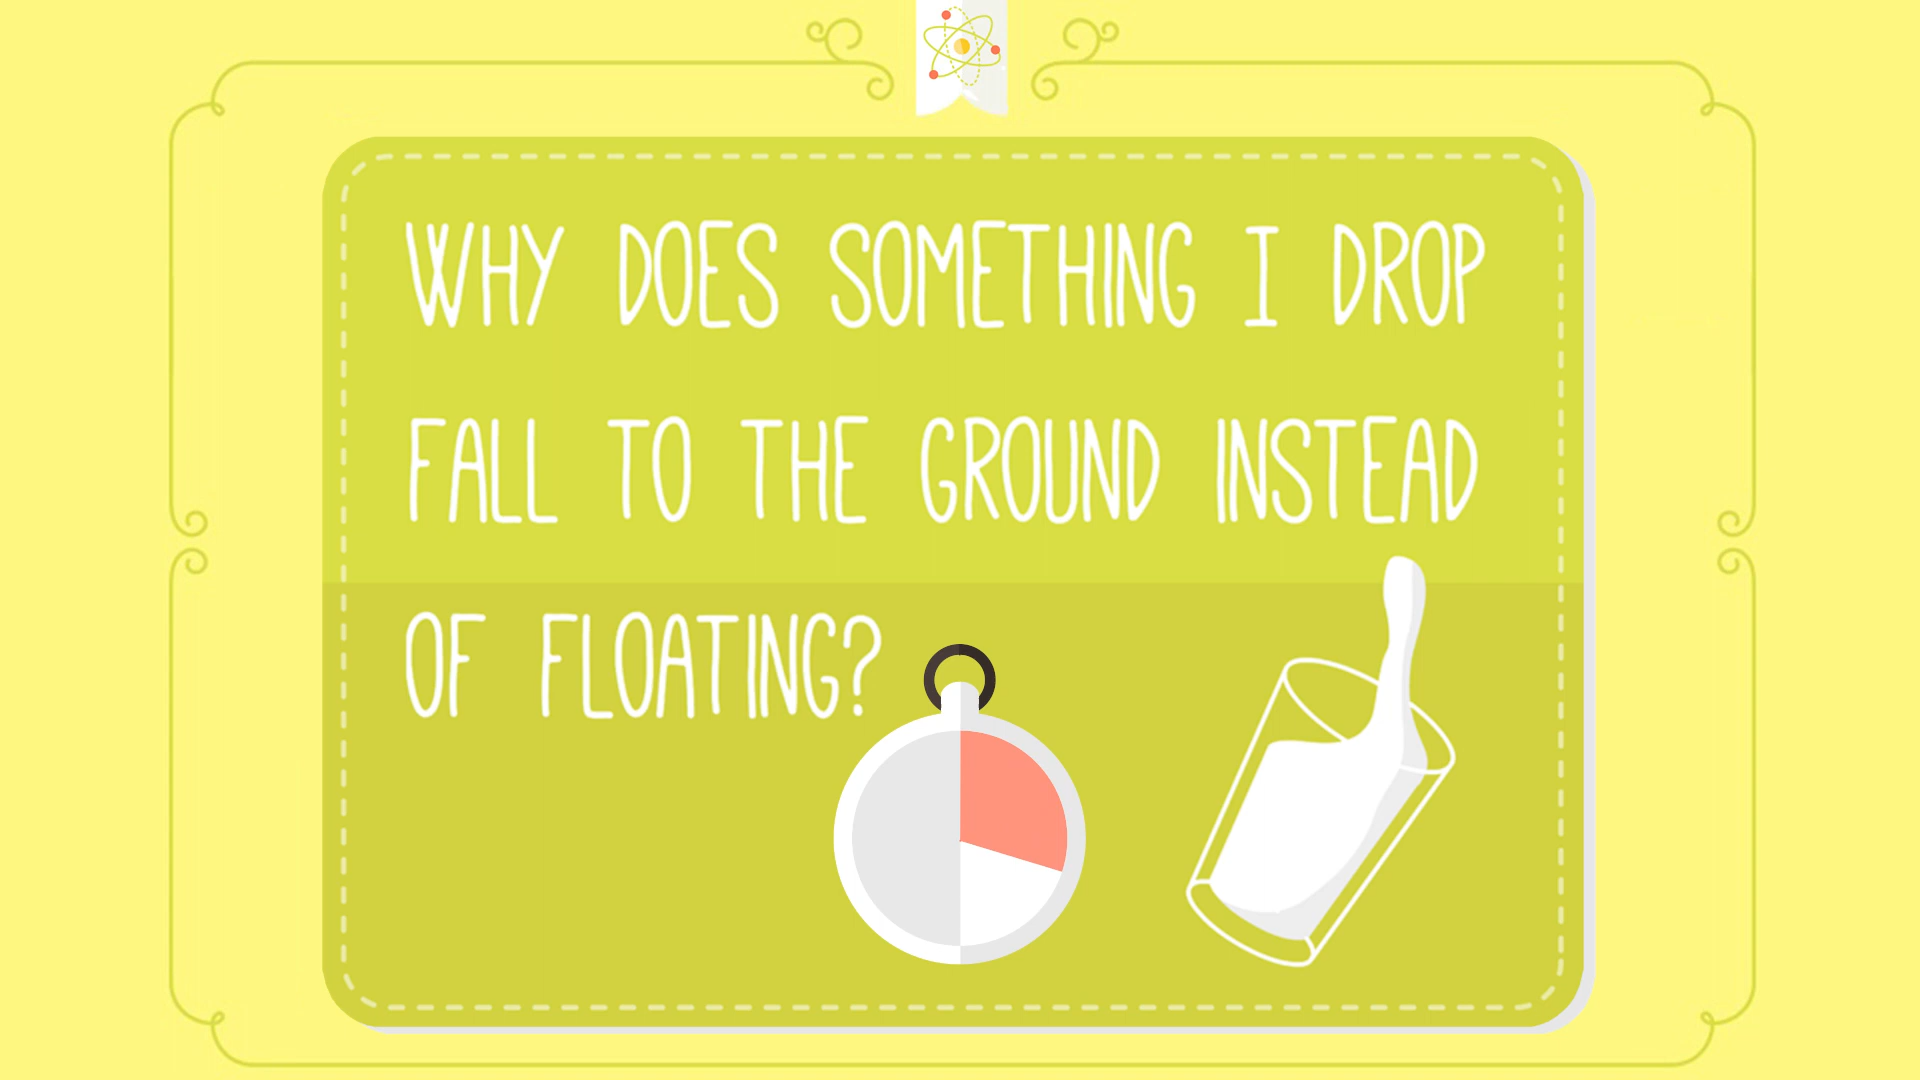 WHY DOES SOMETHING I DROP
FALL TO THE GROUND INSTEAD
OF FLOATING?